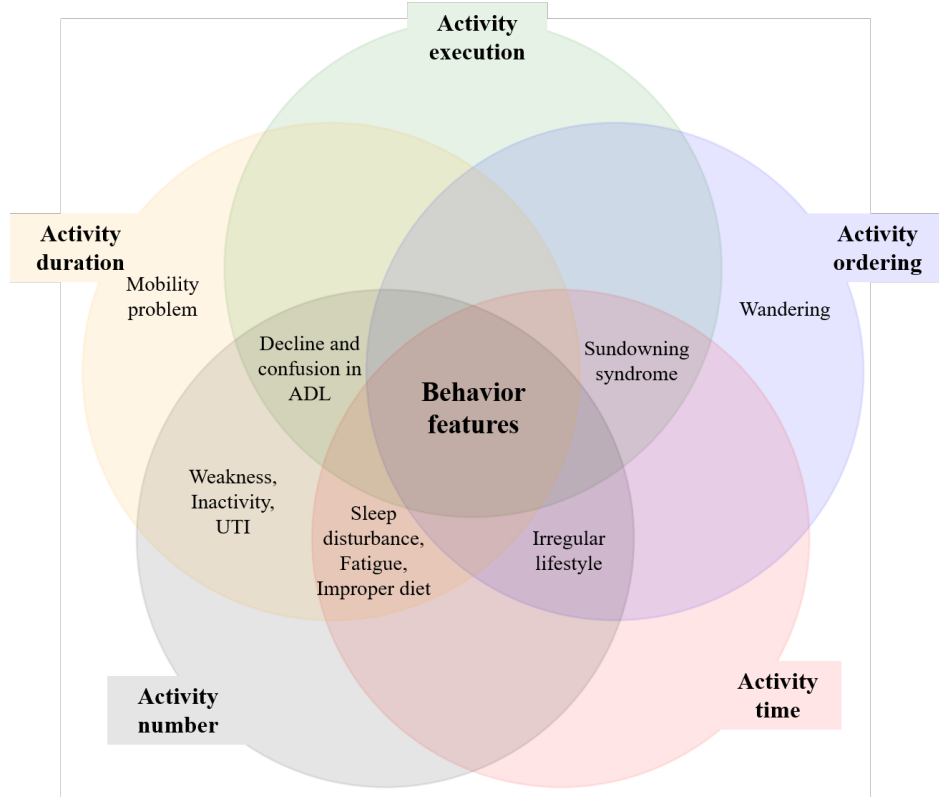 Activity
execution
Activity
duration
Activity
ordering
Mobility
problem
Wandering
Decline and
confusion in
ADL
Sundowning
syndrome
Behavior
features
Weakness,
Inactivity,
UTI
Sleep
disturbance,
Fatigue,
Improper diet
Irregular
lifestyle
Activity
number
Activity
time